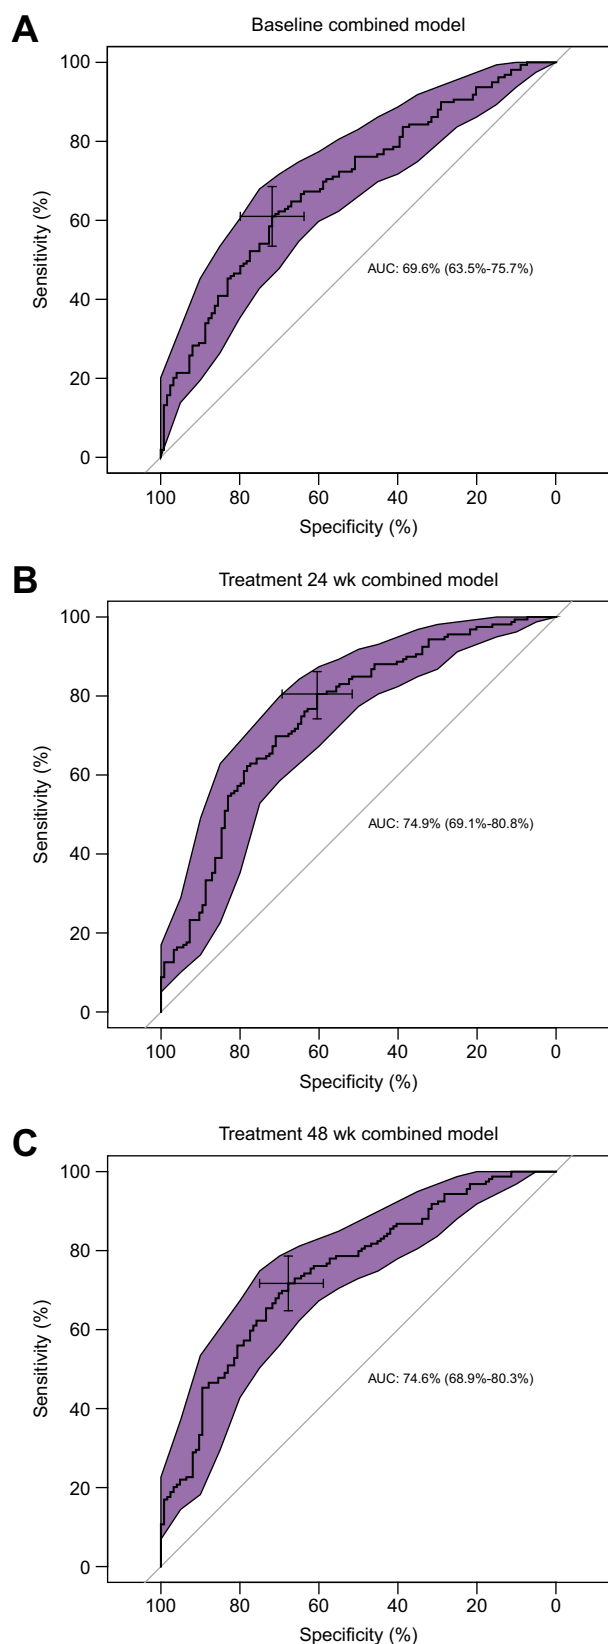 A
Baseline combined model
100
80
60
40
20
0
Sensitivity (%)
AUC: 69.6% (63.5%-75.7%)
100 80 60 40 20 0
Specificity (%)
B
Treatment 24 wk combined model
100
80
60
40
20
0
Sensitivity (%)
AUC: 74.9% (69.1%-80.8%)
100 80 60 40 20 0
Specificity (%)
C
Treatment 48 wk combined model
100
80
60
40
20
0
Sensitivity (%)
AUC: 74.6% (68.9%-80.3%)
100 80 60 40 20 0
Specificity (%)